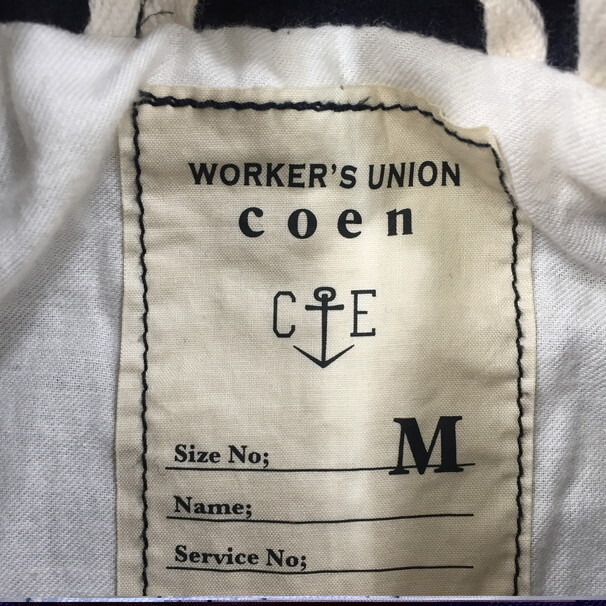 WORKER'S UNION
coen
C E
Size No; M
Name;
Service No;